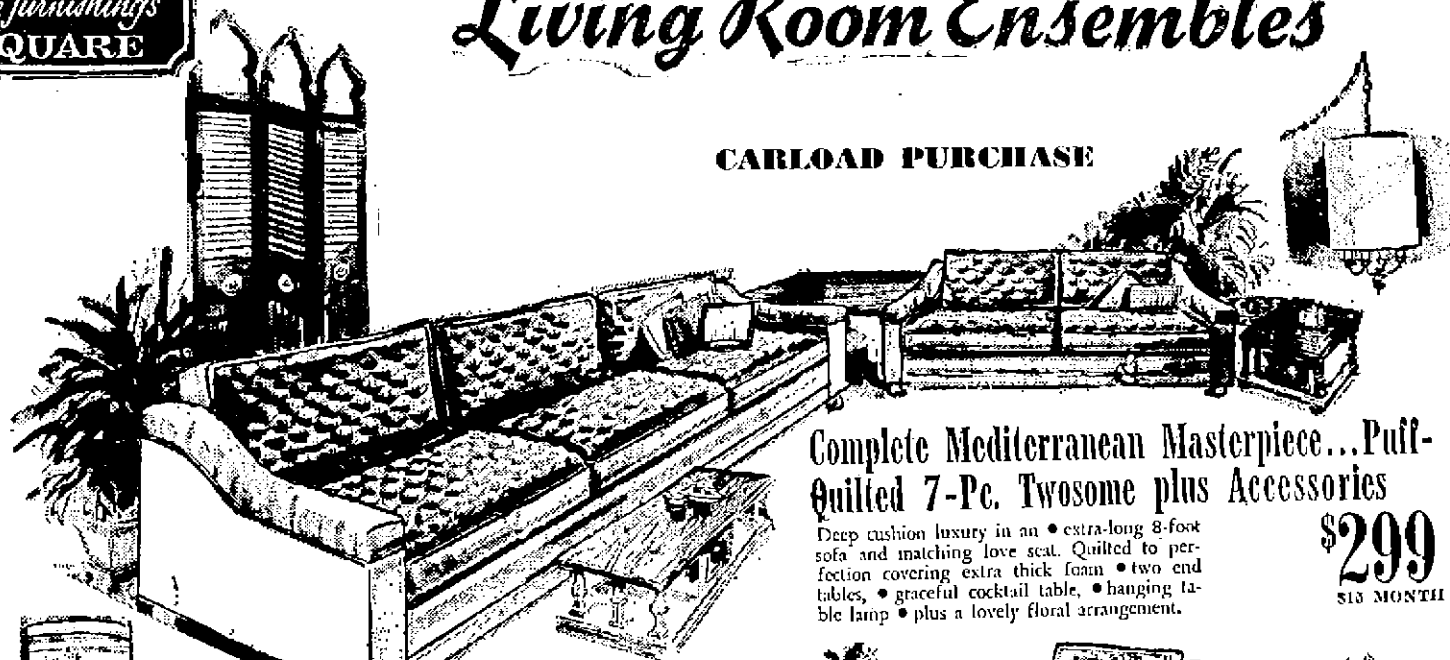 furnishings
QUARE
Living Room Ensembles
CARLOAD PURCHASE
Complete Mediterranean Masterpiece...Puff-
Quilted 7-Pc. Twosome plus Accessories
Deep cushion luxury in an • extra-long 8-foot
sofa and matching love seat. Quilted to per-
fection covering extra thick foam • two end
tables, • graceful cocktail table, • hanging ta-
ble lamp • plus a lovely floral arrangement.
$299
$15 MONTH